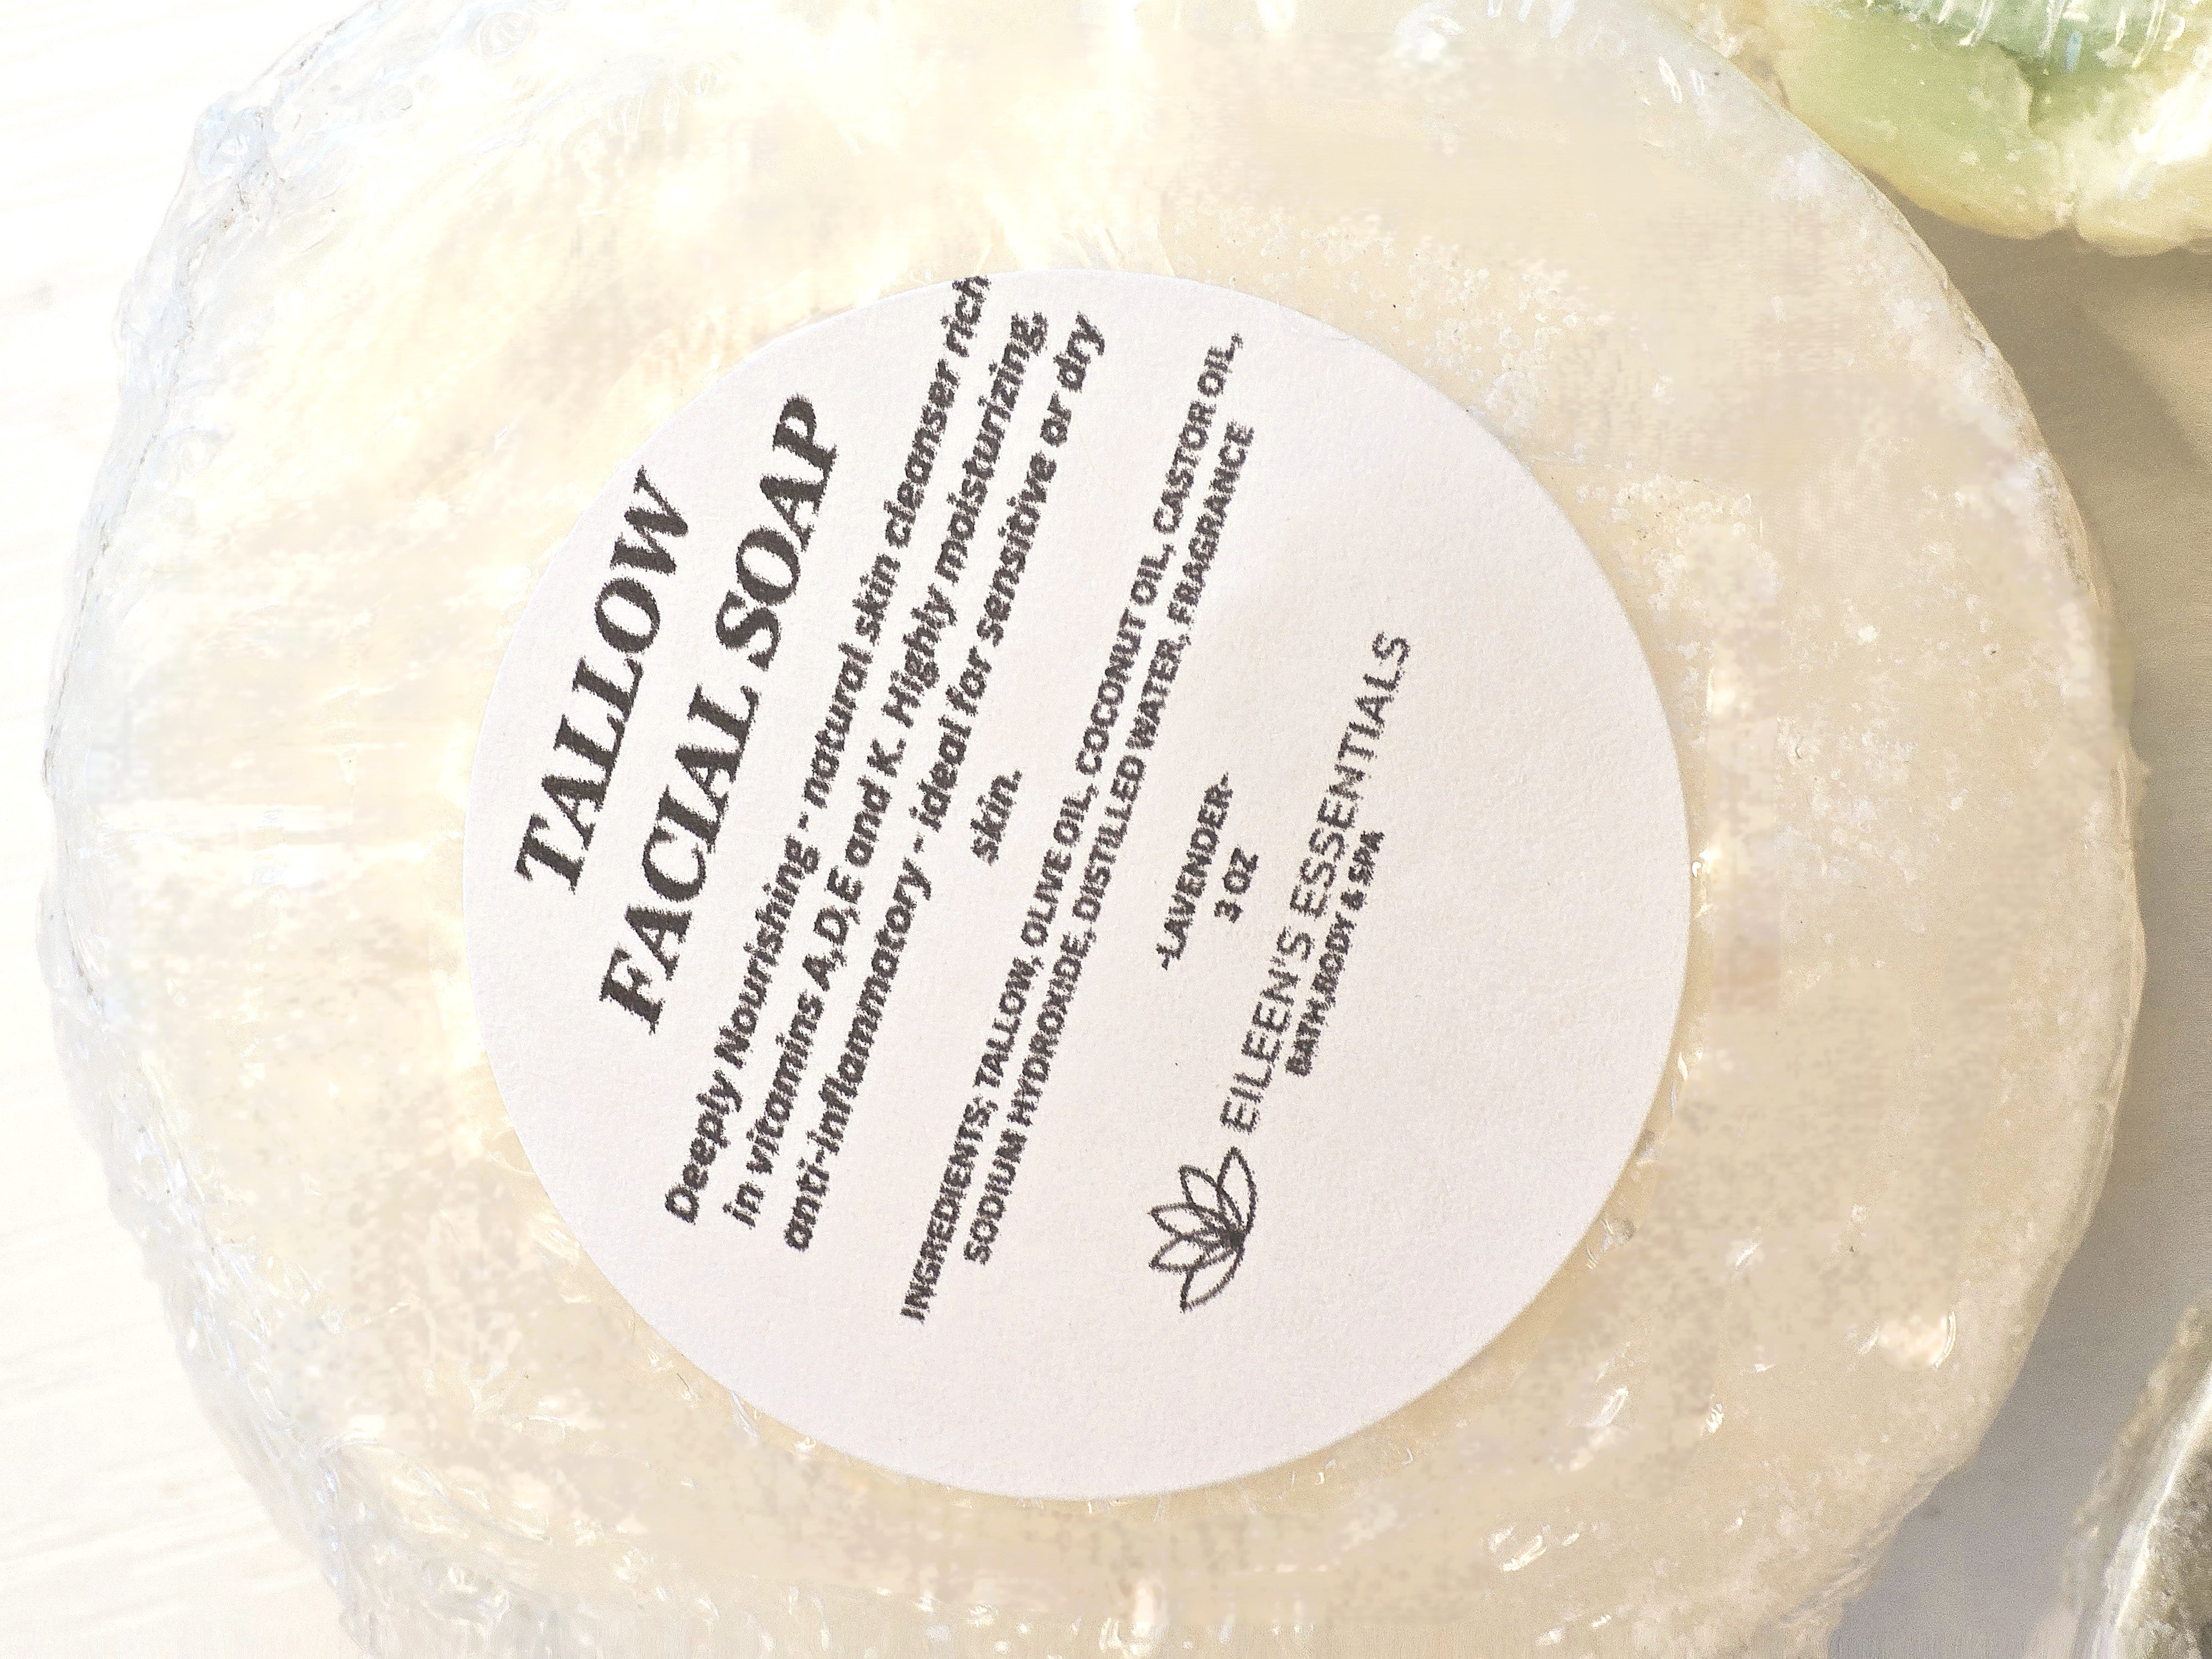 TALLOW
FACIAL SOAP
Deeply Nourishing - natural skin cleanser rich
in vitamins A,D,E and K. Highly moisturizing,
anti-inflammatory - ideal for sensitive or dry
skin.
INGREDIENTS; TALLOW, OLIVE OIL, COCONUT OIL, CASTOR OIL,
SODIUM HYDROXIDE, DISTILLED WATER, FRAGRANCE
-LAVENDER-
3 OZ
EILEEN'S ESSENTIALS
BATH,BODY & SPA